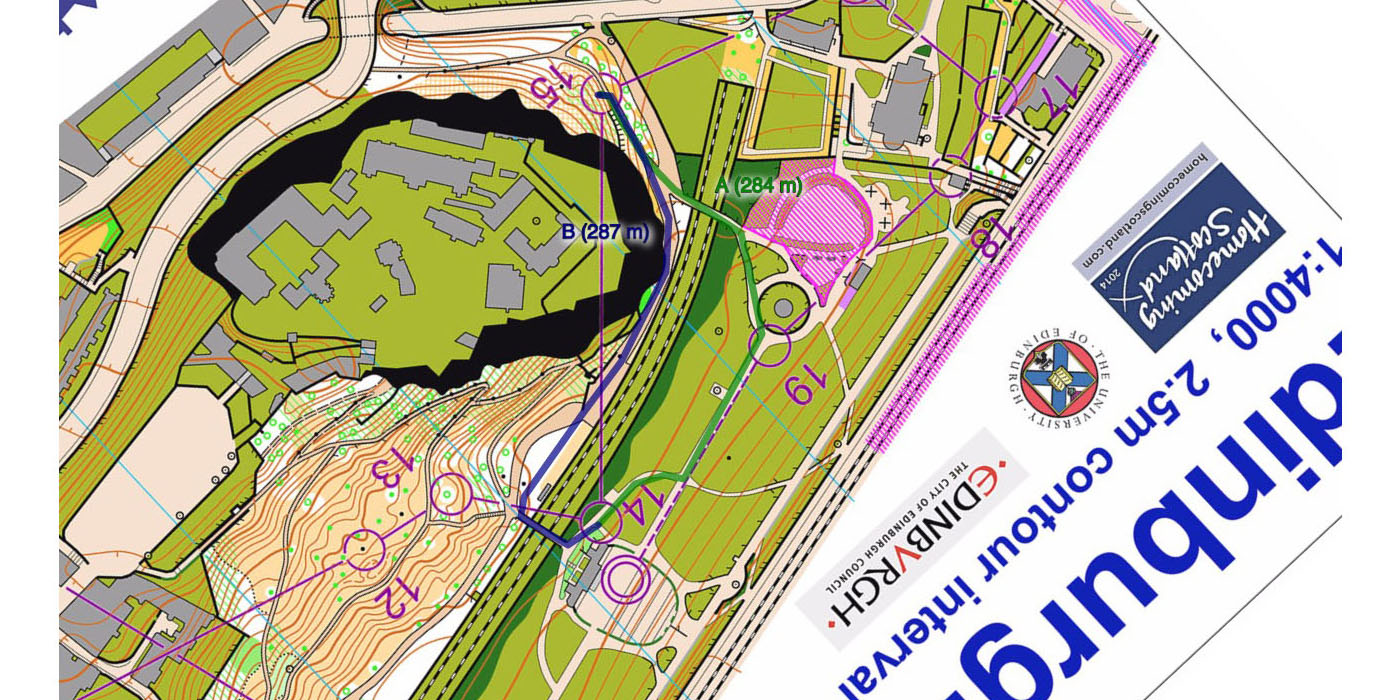 15
17
A (284 m)
B (287 m)
18
19
14
13
12
homecomingscotland.com
Homecoming
Scotland
2014
THE UNIVERSITY OF EDINBURGH
1:4000,
2.5m contour interva
EDINBVRGH
THE CITY OF EDINBURGH COUNCIL
dinburg